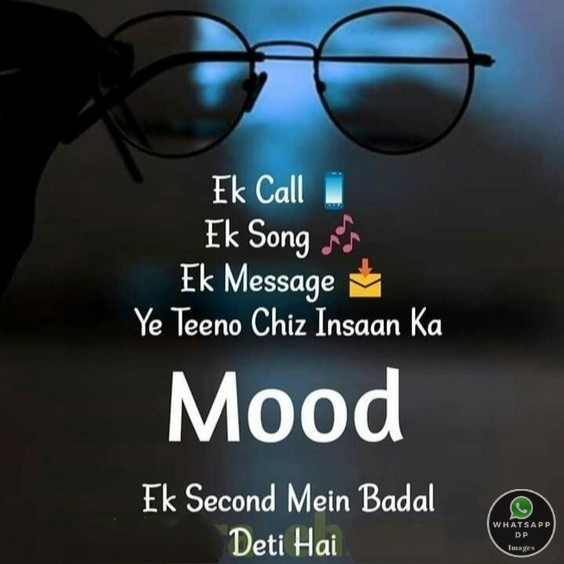 Ek Call 📱
Ek Song 🎶
Ek Message 📩
Ye Teeno Chiz Insaan Ka
Mood
Ek Second Mein Badal
Deti Hai
WHATSAPP
DP
Images